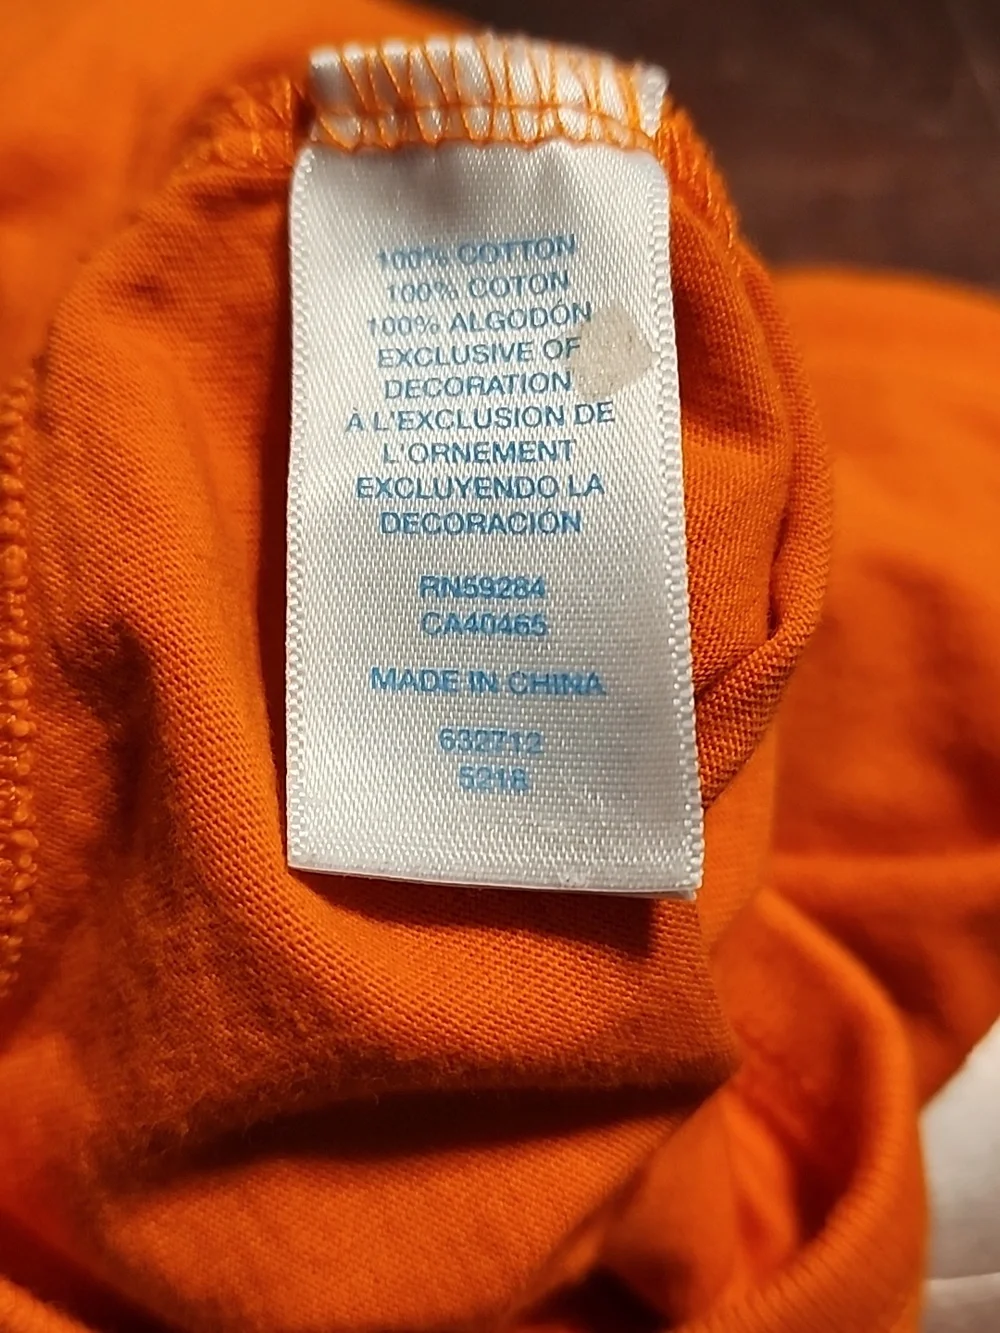 100% COTTON
100% COTON
100% ALGODÓN
EXCLUSIVE OF
DECORATION
À L'EXCLUSION DE
L'ORNEMENT
EXCLUYENDO LA
DECORACIÓN
RN59284
CA40465
MADE IN CHINA
632712
5218